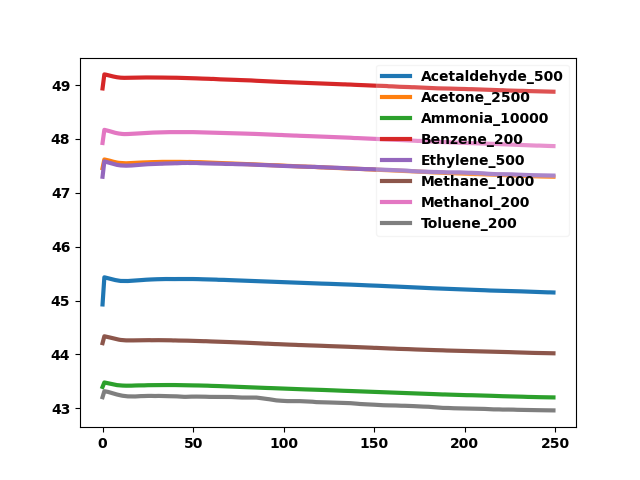 49
48
47
46
45
44
43
0 50 100 150 200 250
Acetaldehyde_500
Acetone_2500
Ammonia_10000
Benzene_200
Ethylene_500
Methane_1000
Methanol_200
Toluene_200